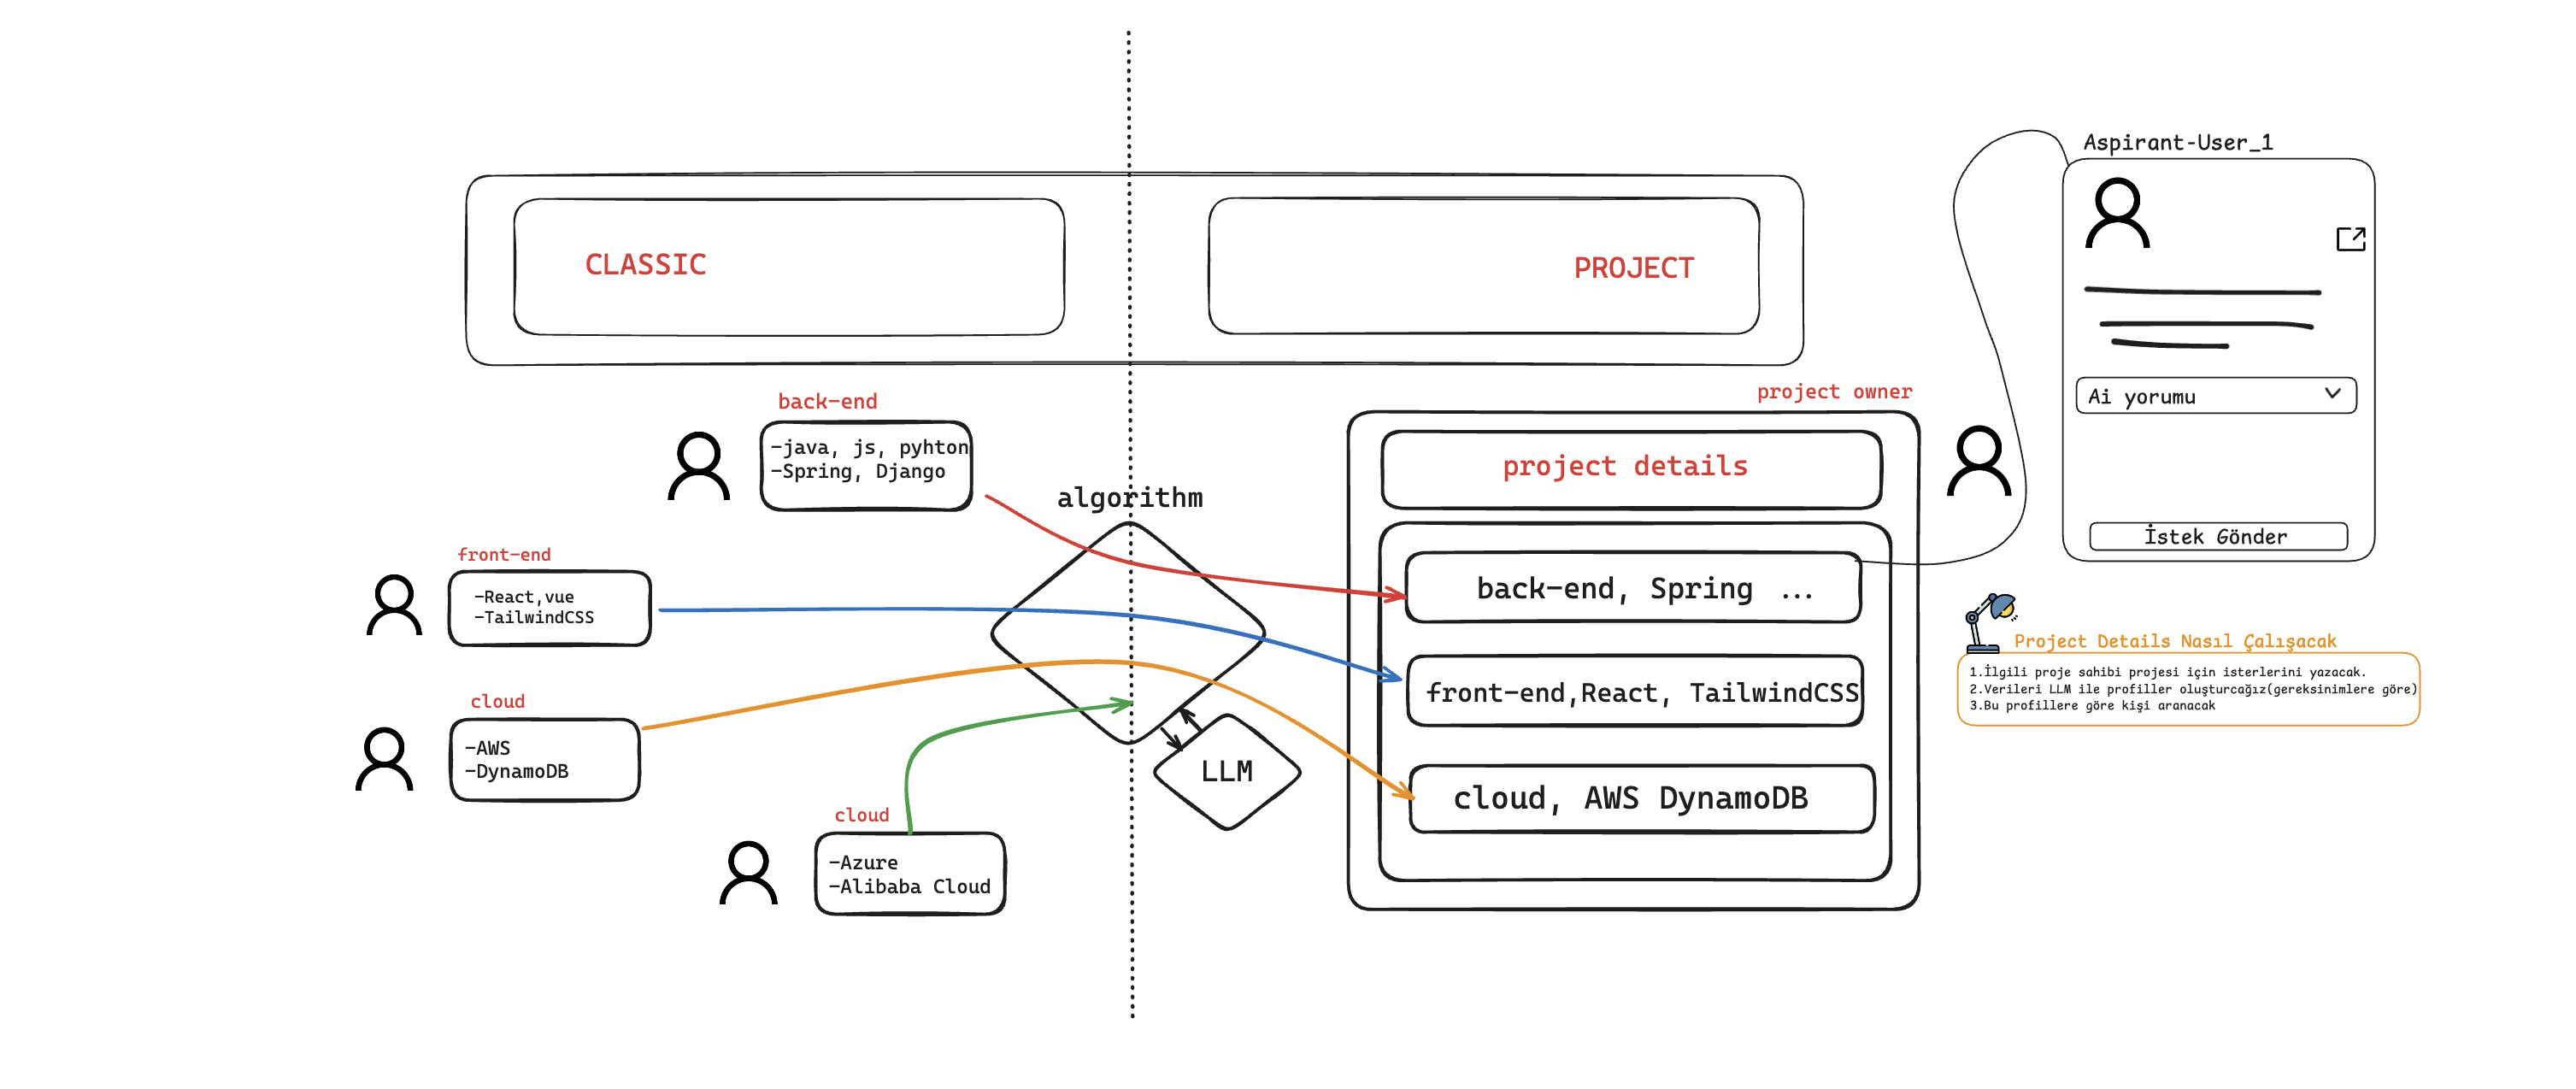 Aspirant-User_1
CLASSIC
PROJECT
Ai yorumu
İstek Gönder
back-end
-java, js, pyhton
-Spring, Django
algorithm
front-end
-React,vue
-TailwindCSS
cloud
-AWS
-DynamoDB
cloud
-Azure
-Alibaba Cloud
LLM
project owner
project details
back-end, Spring ...
front-end,React, TailwindCSS
cloud, AWS DynamoDB
Project Details Nasıl Çalışacak
1.İlgili proje sahibi projesi için isterlerini yazacak.
2.Verileri LLM ile profiller oluşturcağız(gereksinimlere göre)
3.Bu profillere göre kişi aranacak